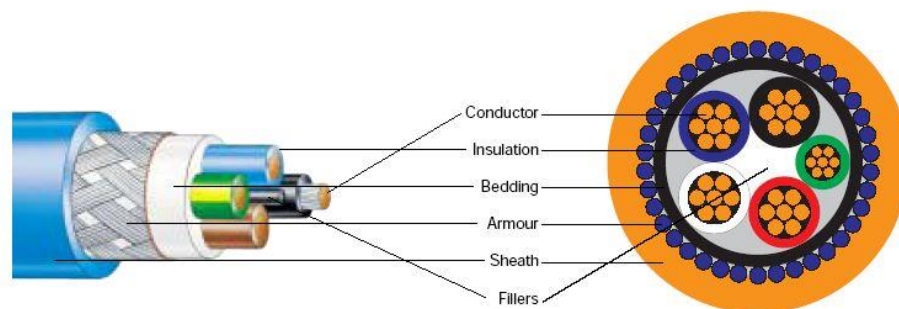 Conductor
Insulation
Bedding
Armour
Sheath
Fillers